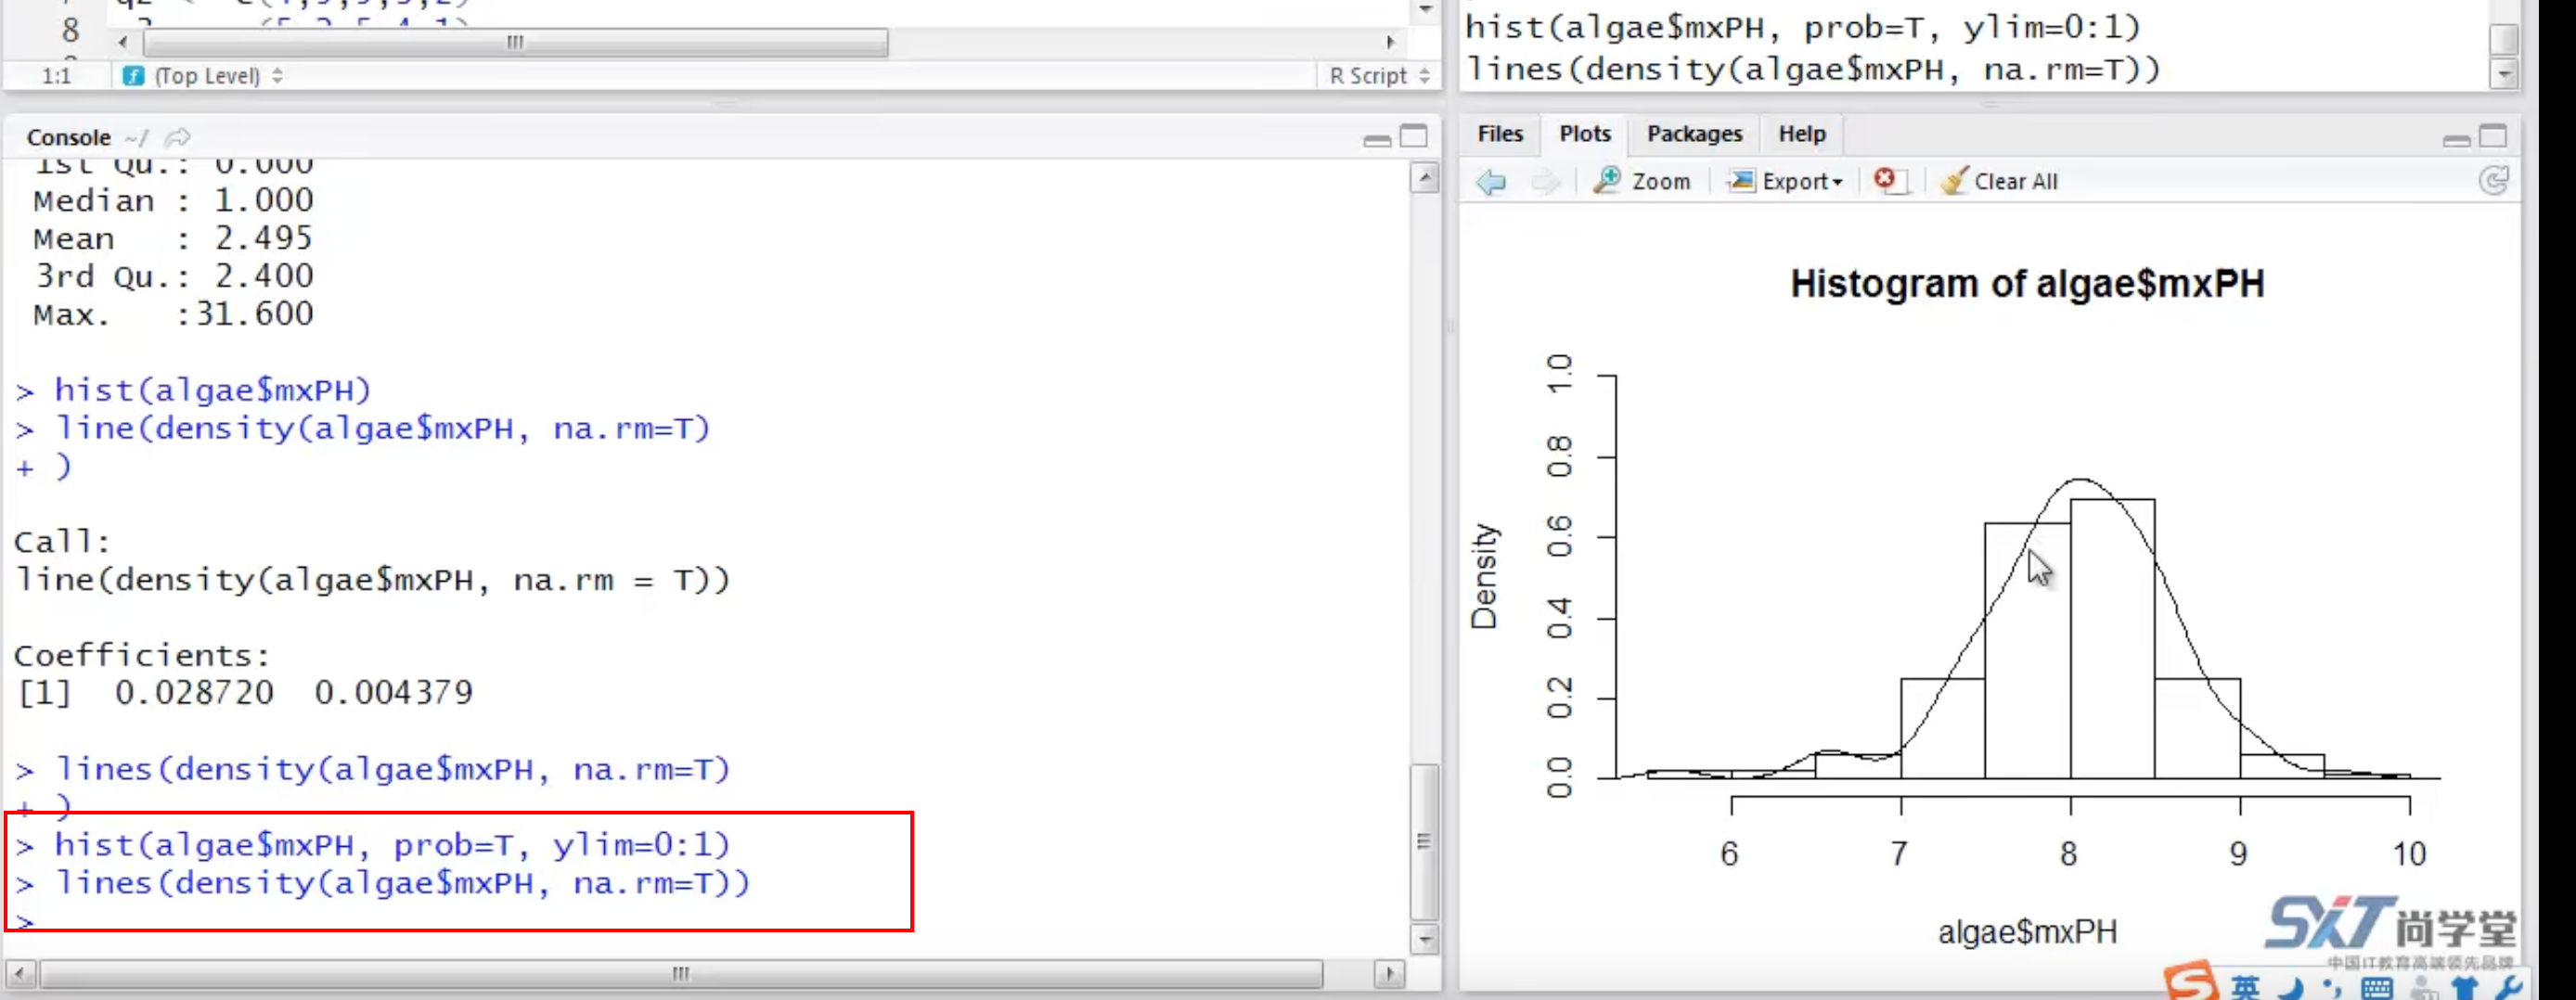 8
1:1 (Top Level) R Script
hist(algae$mxPH, prob=T, ylim=0:1)
lines(density(algae$mxPH, na.rm=T))
Console ~/
1st Qu.: 0.000
Median : 1.000
Mean : 2.495
3rd Qu.: 2.400
Max. :31.600
> hist(algae$mxPH)
> line(density(algae$mxPH, na.rm=T)
+ )
Call:
line(density(algae$mxPH, na.rm = T))
Coefficients:
[1] 0.028720 0.004379
> lines(density(algae$mxPH, na.rm=T)
+ )
> hist(algae$mxPH, prob=T, ylim=0:1)
> lines(density(algae$mxPH, na.rm=T))
>
Files Plots Packages Help
Zoom Export Clear All
Histogram of algae$mxPH
Density
1.0
0.8
0.6
0.4
0.2
0.0
6 7 8 9 10
algae$mxPH
SXT 尚学堂
中国IT教育高端领先品牌
英